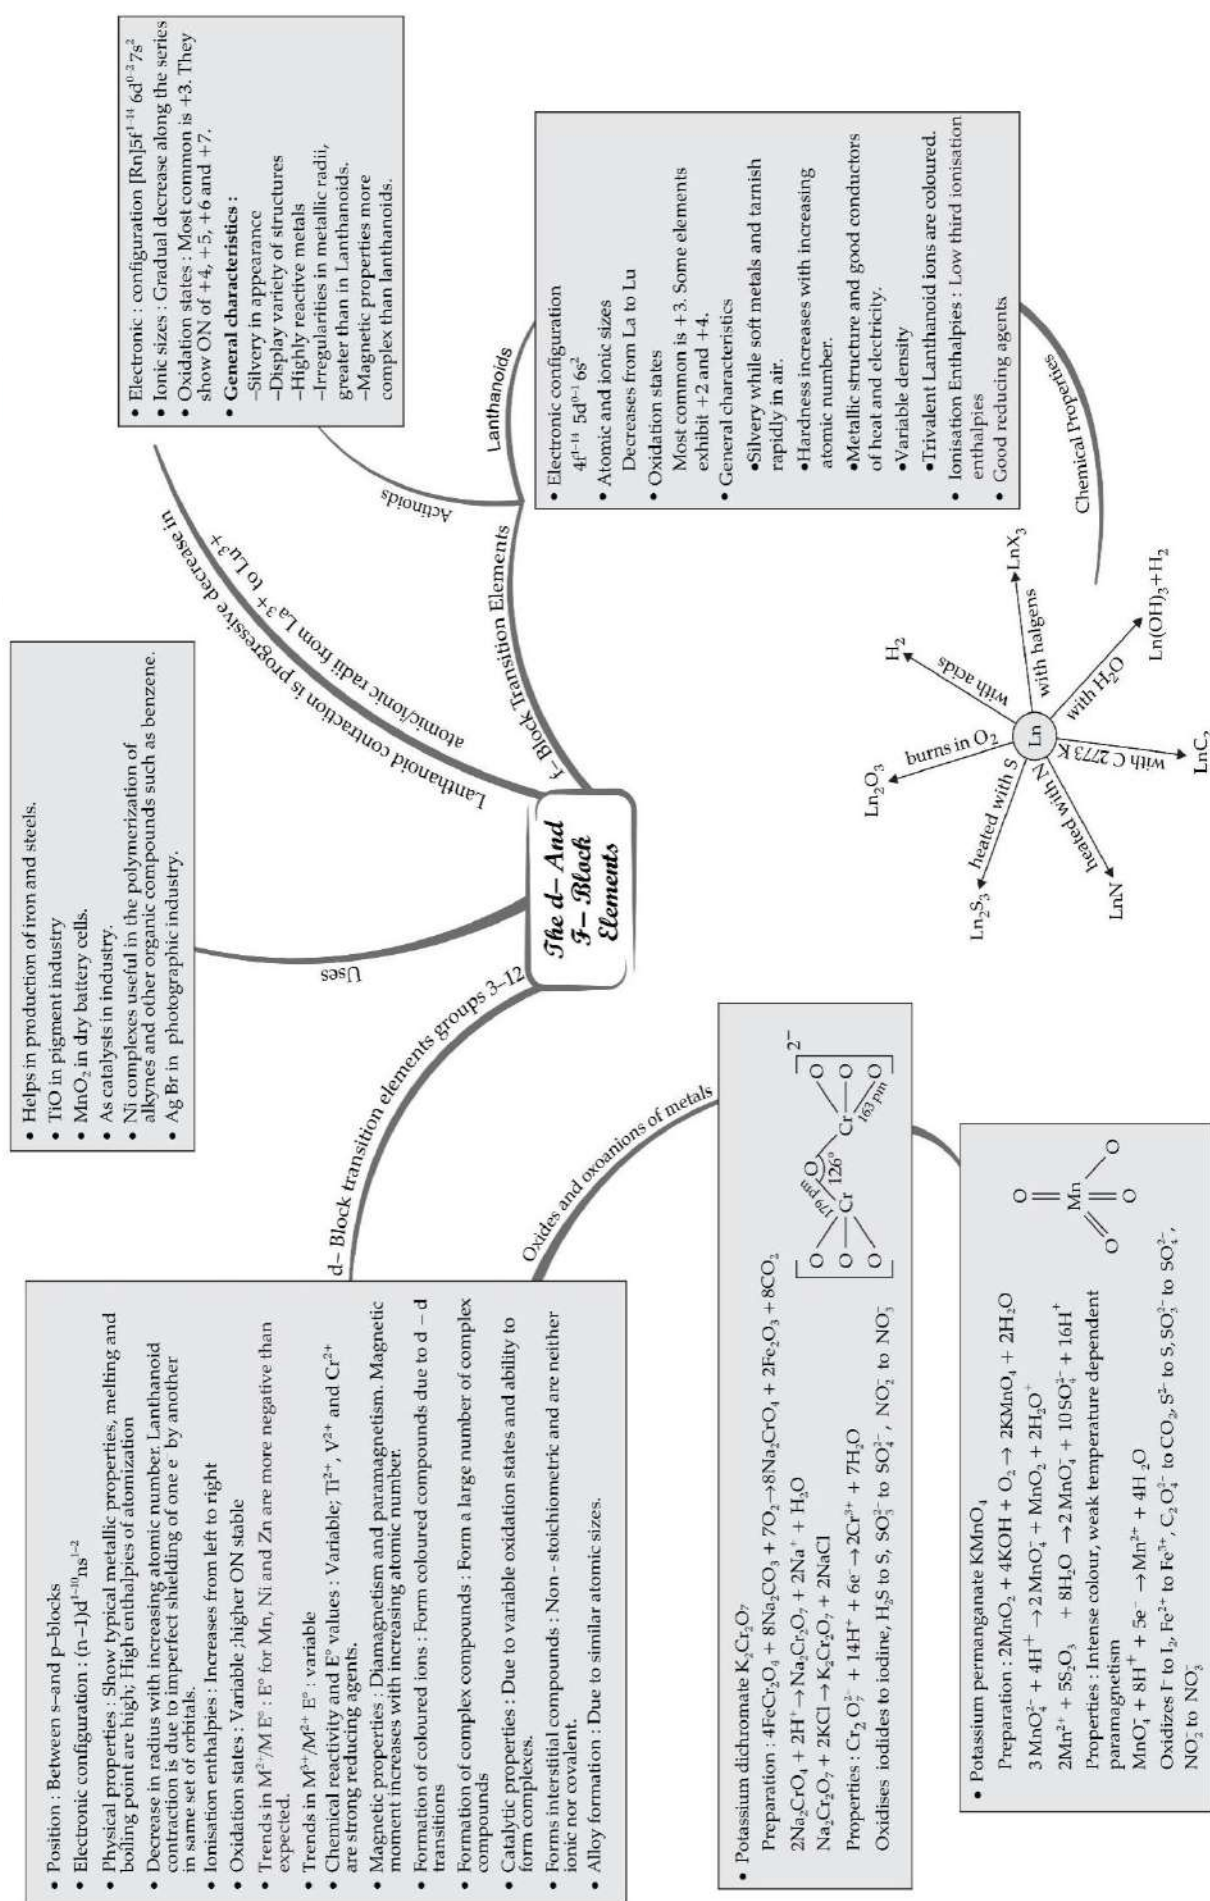 The d– And
F– Block
Elements
d– Block transition elements groups 3–12
• Position : Between s–and p–blocks
• Electronic configuration : (n–1)d¹⁻¹⁰ns¹⁻²
• Physical properties : Show typical metallic properties, melting and
boiling point are high; High enthalpies of atomization
• Decrease in radius with increasing atomic number. Lanthanoid
contraction is due to imperfect shielding of one e⁻ by another
in same set of orbitals.
• Ionisation enthalpies : Increases from left to right
• Oxidation states : Variable ;higher ON stable
• Trends in M²⁺/M E° : E° for Mn, Ni and Zn are more negative than
expected.
• Trends in M³⁺/M²⁺ E° : variable
• Chemical reactivity and E° values : Variable; Ti²⁺, V²⁺ and Cr²⁺
are strong reducing agents.
• Magnetic properties : Diamagnetism and paramagnetism. Magnetic
moment increases with increasing atomic number.
• Formation of coloured ions : Form coloured compounds due to d – d
transitions
• Formation of complex compounds : Form a large number of complex
compounds
• Catalytic properties : Due to variable oxidation states and ability to
form complexes.
• Forms interstitial compounds : Non - stoichiometric and are neither
ionic nor covalent.
• Alloy formation : Due to similar atomic sizes.
Oxides and oxoanions of metals
• Potassium dichromate K₂Cr₂O₇
Preparation : 4FeCr₂O₄ + 8Na₂CO₃ + 7O₂→8Na₂CrO₄ + 2Fe₂O₃ + 8CO₂
2Na₂CrO₄ + 2H⁺→Na₂Cr₂O₇ + 2Na⁺ + H₂O
Na₂Cr₂O₇ + 2KCl→K₂Cr₂O₇ + 2NaCl
Properties : Cr₂O₇²⁻ + 14H⁺ + 6e⁻→2Cr³⁺ + 7H₂O
Oxidises iodides to iodine, H₂S to S, SO₃²⁻ to SO₄²⁻, NO₂⁻ to NO₃⁻
O O O Cr 179 pm O 126° Cr O O O 163 pm 2–
• Potassium permanganate KMnO₄
Preparation : 2MnO₂ + 4KOH + O₂→ 2KMnO₄ + 2H₂O
3 MnO₄²⁻ + 4H⁺→2 MnO₄⁻ + MnO₂ + 2H₂O⁺
2Mn²⁺ + 5S₂O₃ + 8H₂O →2 MnO₄⁻ + 10SO₄²⁻ + 16H⁺
Properties : Intense colour, weak temperature dependent
paramagnetism
MnO₄⁻ + 8H⁺ + 5e⁻ →Mn²⁺ + 4H₂O
Oxidizes I⁻ to I₂, Fe²⁺ to Fe³⁺, C₂O₄²⁻ to CO₂, S²⁻ to S, SO₃²⁻ to SO₄²⁻,
NO₂⁻ to NO₃⁻
O O Mn O O
Uses
• Helps in production of iron and steels.
• TiO in pigment industry
• MnO₂ in dry battery cells.
• As catalysts in industry.
• Ni complexes useful in the polymerization of
alkynes and other organic compounds such as benzene.
• Ag Br in photographic industry.
Lanthanoid contraction is progressive decrease in
atomic/ionic radii from La³⁺ to Lu³⁺
f– Block Transition Elements
Actinoids
• Electronic : configuration [Rn]5f¹⁻¹⁴ 6d⁰⁻²7s²
• Ionic sizes : Gradual decrease along the series
• Oxidation states : Most common is +3. They
show ON of +4, +5, +6 and +7.
• General characteristics :
–Silvery in appearance
–Display variety of structures
–Highly reactive metals
–Irregularities in metallic radii,
greater than in Lanthanoids.
–Magnetic properties more
complex than lanthanoids.
Lanthanoids
• Electronic configuration
4f¹⁻¹⁴ 5d⁰⁻¹ 6s²
• Atomic and ionic sizes
Decreases from La to Lu
• Oxidation states
Most common is +3. Some elements
exhibit +2 and +4.
• General characteristics
•Silvery while soft metals and tarnish
rapidly in air.
•Hardness increases with increasing
atomic number.
•Metallic structure and good conductors
of heat and electricity.
•Variable density
•Trivalent Lanthanoid ions are coloured.
• Ionisation Enthalpies : Low third ionisation
enthalpies
• Good reducing agents
Chemical Properties
Ln
burns in O₂
Ln₂O₃
with acids
H₂
with halgens
LnX₃
with H₂O
Ln(OH)₃+H₂
with C 2773 K
LnC₂
heated with N
LnN
heated with S
Ln₂S₃